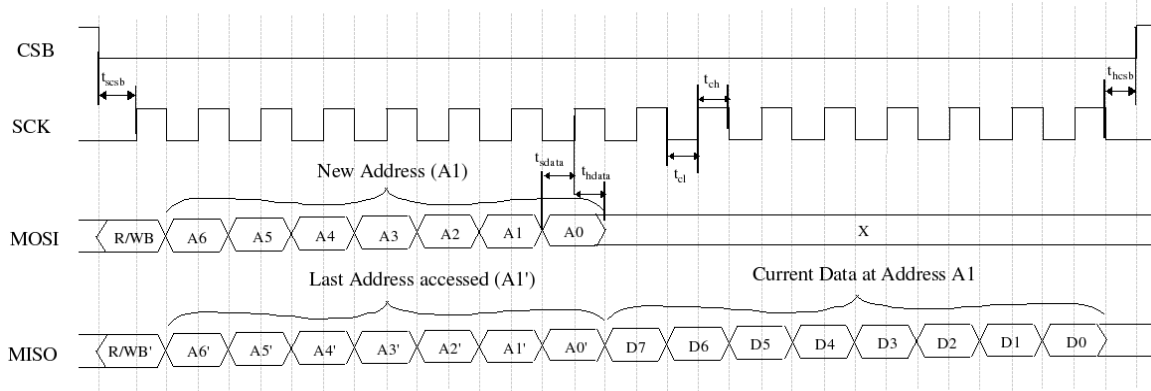 CSB
t_scsb
t_hcsb
t_ch
SCK
t_sdata
t_hdata
t_cl
New Address (A1)
MOSI R/WB A6 A5 A4 A3 A2 A1 A0 X
Last Address accessed (A1') Current Data at Address A1
MISO R/WB' A6' A5' A4' A3' A2' A1' A0' D7 D6 D5 D4 D3 D2 D1 D0